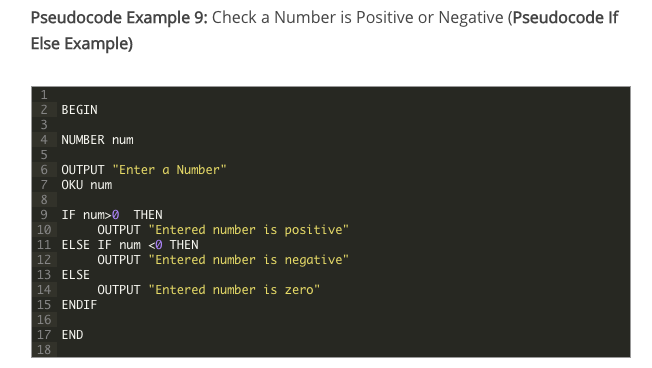 Pseudocode Example 9: Check a Number is Positive or Negative (Pseudocode If
Else Example)
1
2 BEGIN
3
4 NUMBER num
5
6 OUTPUT "Enter a Number"
7 OKU num
8
9 IF num>0  THEN
10      OUTPUT "Entered number is positive"
11 ELSE IF num <0 THEN
12      OUTPUT "Entered number is negative"
13 ELSE
14      OUTPUT "Entered number is zero"
15 ENDIF
16
17 END
18